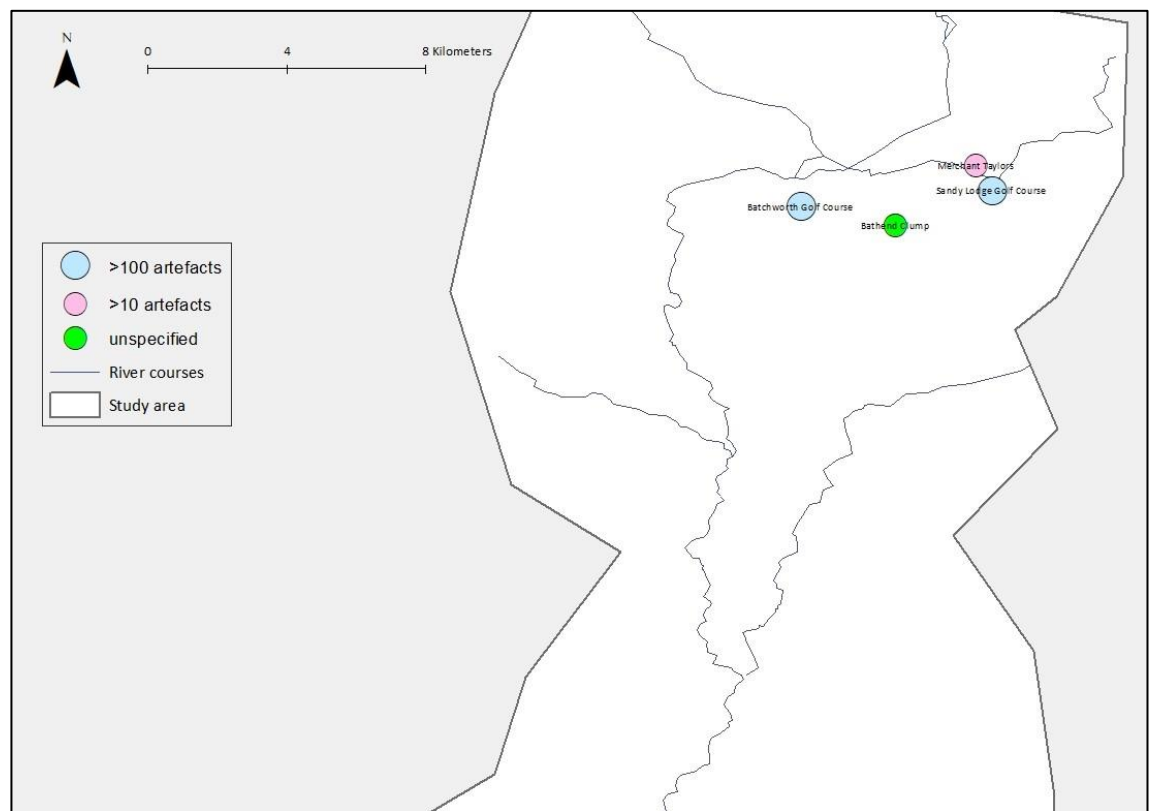 N
0 4 8 Kilometers
Merchant Taylors
Sandy Lodge Golf Course
Batchworth Golf Course
Bathend Clump
>100 artefacts
>10 artefacts
unspecified
River courses
Study area